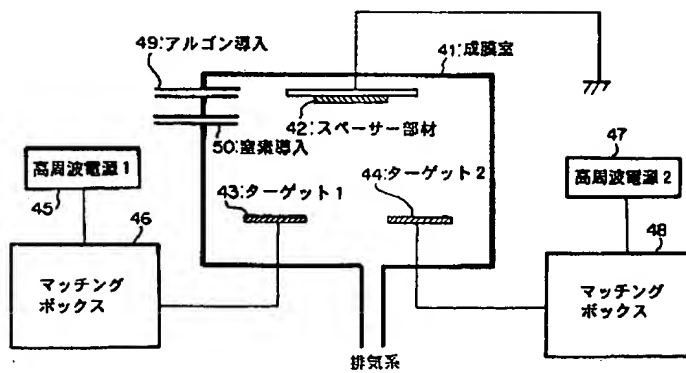 49:アルゴン導入
41:成膜室
42:スペーサー部材
50:窒素導入
47
高周波電源1
45
43:ターゲット1
44:ターゲット2
高周波電源2
46
48
マッチング
ボックス
マッチング
ボックス
排気系